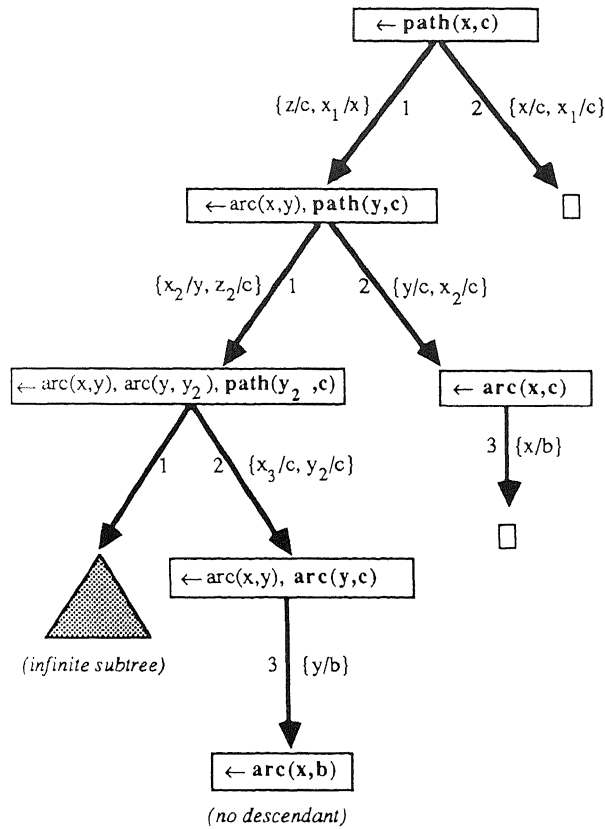 ← path(x,c)
{z/c, x₁/x} 1 2 {x/c, x₁/c}
← arc(x,y), path(y,c)
{x₂/y, z₂/c} 1 2 {y/c, x₂/c}
← arc(x,y), arc(y, y₂), path(y₂ ,c)
← arc(x,c)
1 2 {x₃/c, y₂/c}
3 {x/b}
← arc(x,y), arc(y,c)
(infinite subtree)
3 {y/b}
← arc(x,b)
(no descendant)